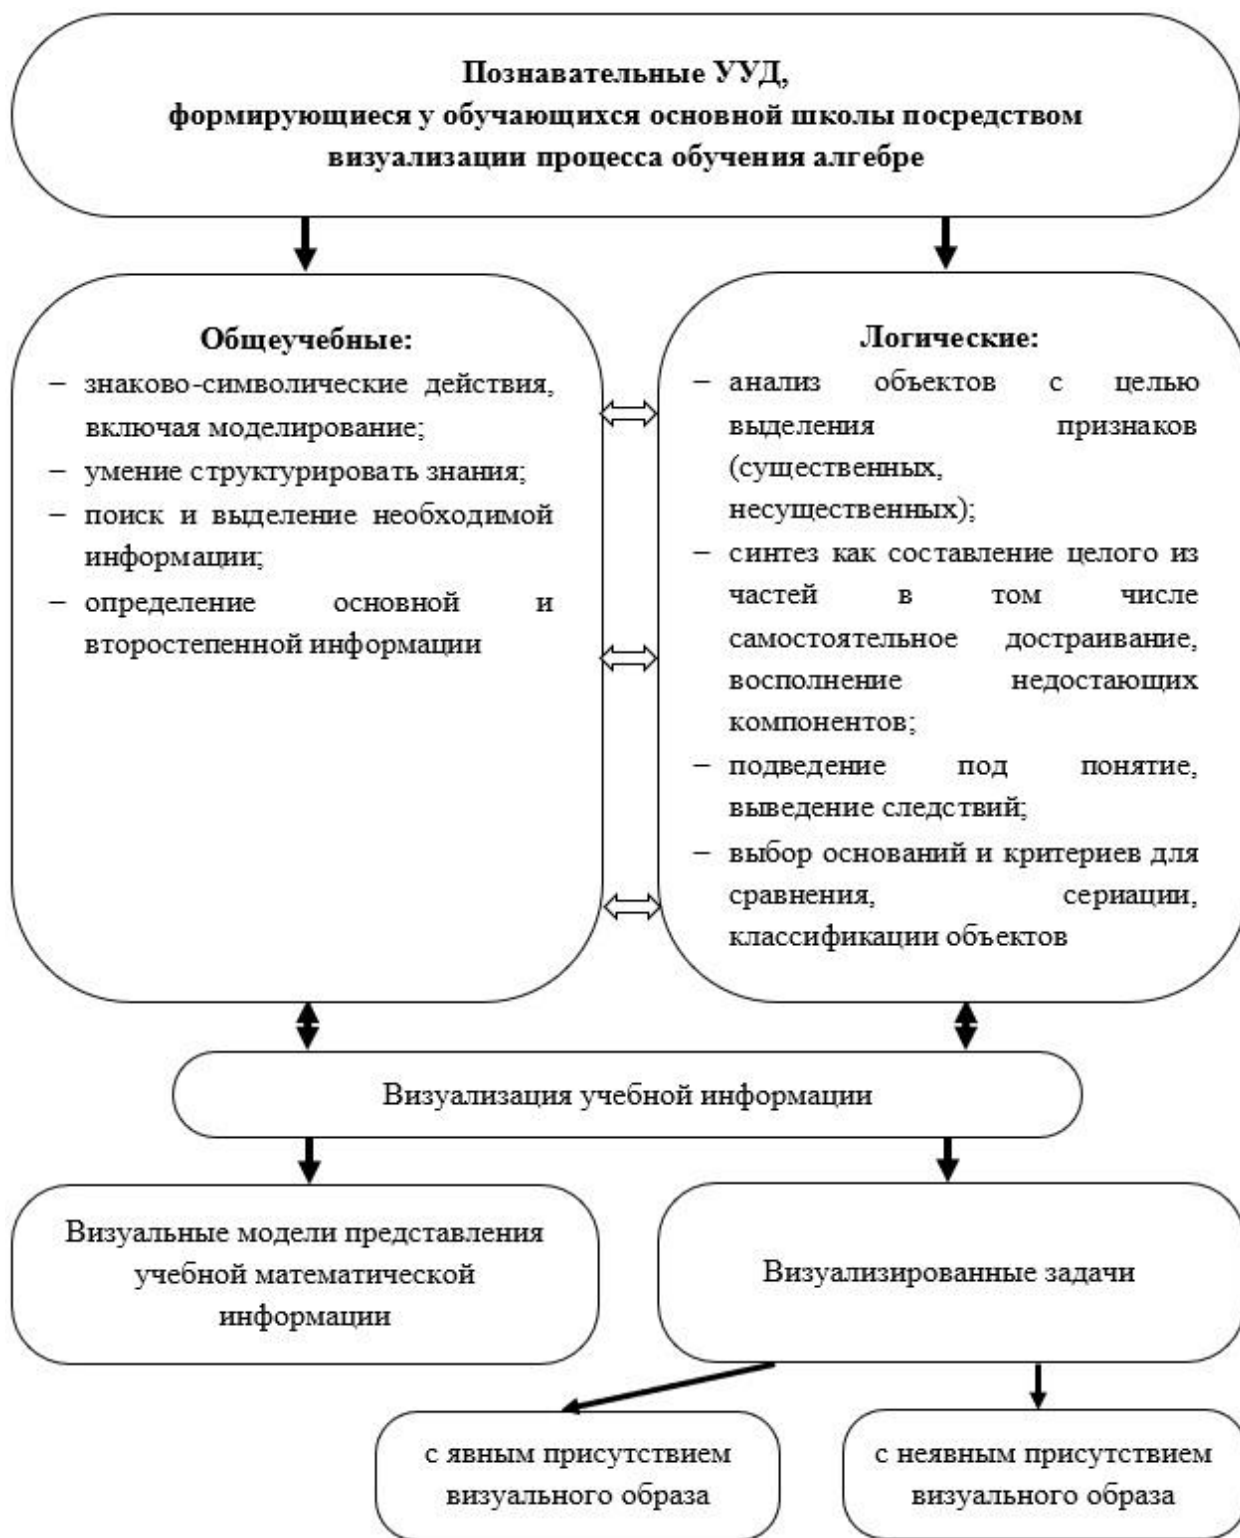 Познавательные УУД,
формирующиеся у обучающихся основной школы посредством
визуализации процесса обучения алгебре
Общеучебные:
– знаково-символические действия,
включая моделирование;
– умение структурировать знания;
– поиск и выделение необходимой
информации;
– определение основной и
второстепенной информации
Логические:
– анализ объектов с целью
выделения признаков
(существенных,
несущественных);
– синтез как составление целого из
частей в том числе
самостоятельное достраивание,
восполнение недостающих
компонентов;
– подведение под понятие,
выведение следствий;
– выбор оснований и критериев для
сравнения, сериации,
классификации объектов
Визуализация учебной информации
Визуальные модели представления
учебной математической
информации
Визуализированные задачи
с явным присутствием
визуального образа
с неявным присутствием
визуального образа